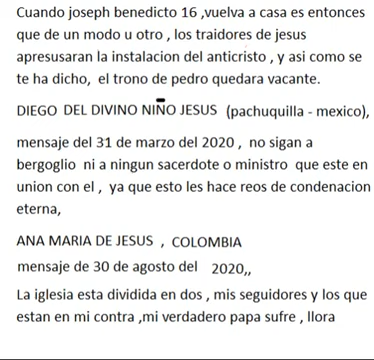 Cuando joseph benedicto 16 ,vuelva a casa es entonces
que de un modo u otro , los traidores de jesus
apresusaran la instalacion del anticristo , y asi como se
te ha dicho, el trono de pedro quedara vacante.
DIEGO DEL DIVINO NIÑO JESUS (pachuquilla - mexico),
mensaje del 31 de marzo del 2020 , no sigan a
bergoglio ni a ningun sacerdote o ministro que este en
union con el , ya que esto les hace reos de condenacion
eterna,
ANA MARIA DE JESUS , COLOMBIA
mensaje de 30 de agosto del 2020,,
La iglesia esta dividida en dos , mis seguidores y los que
estan en mi contra ,mi verdadero papa sufre , llora